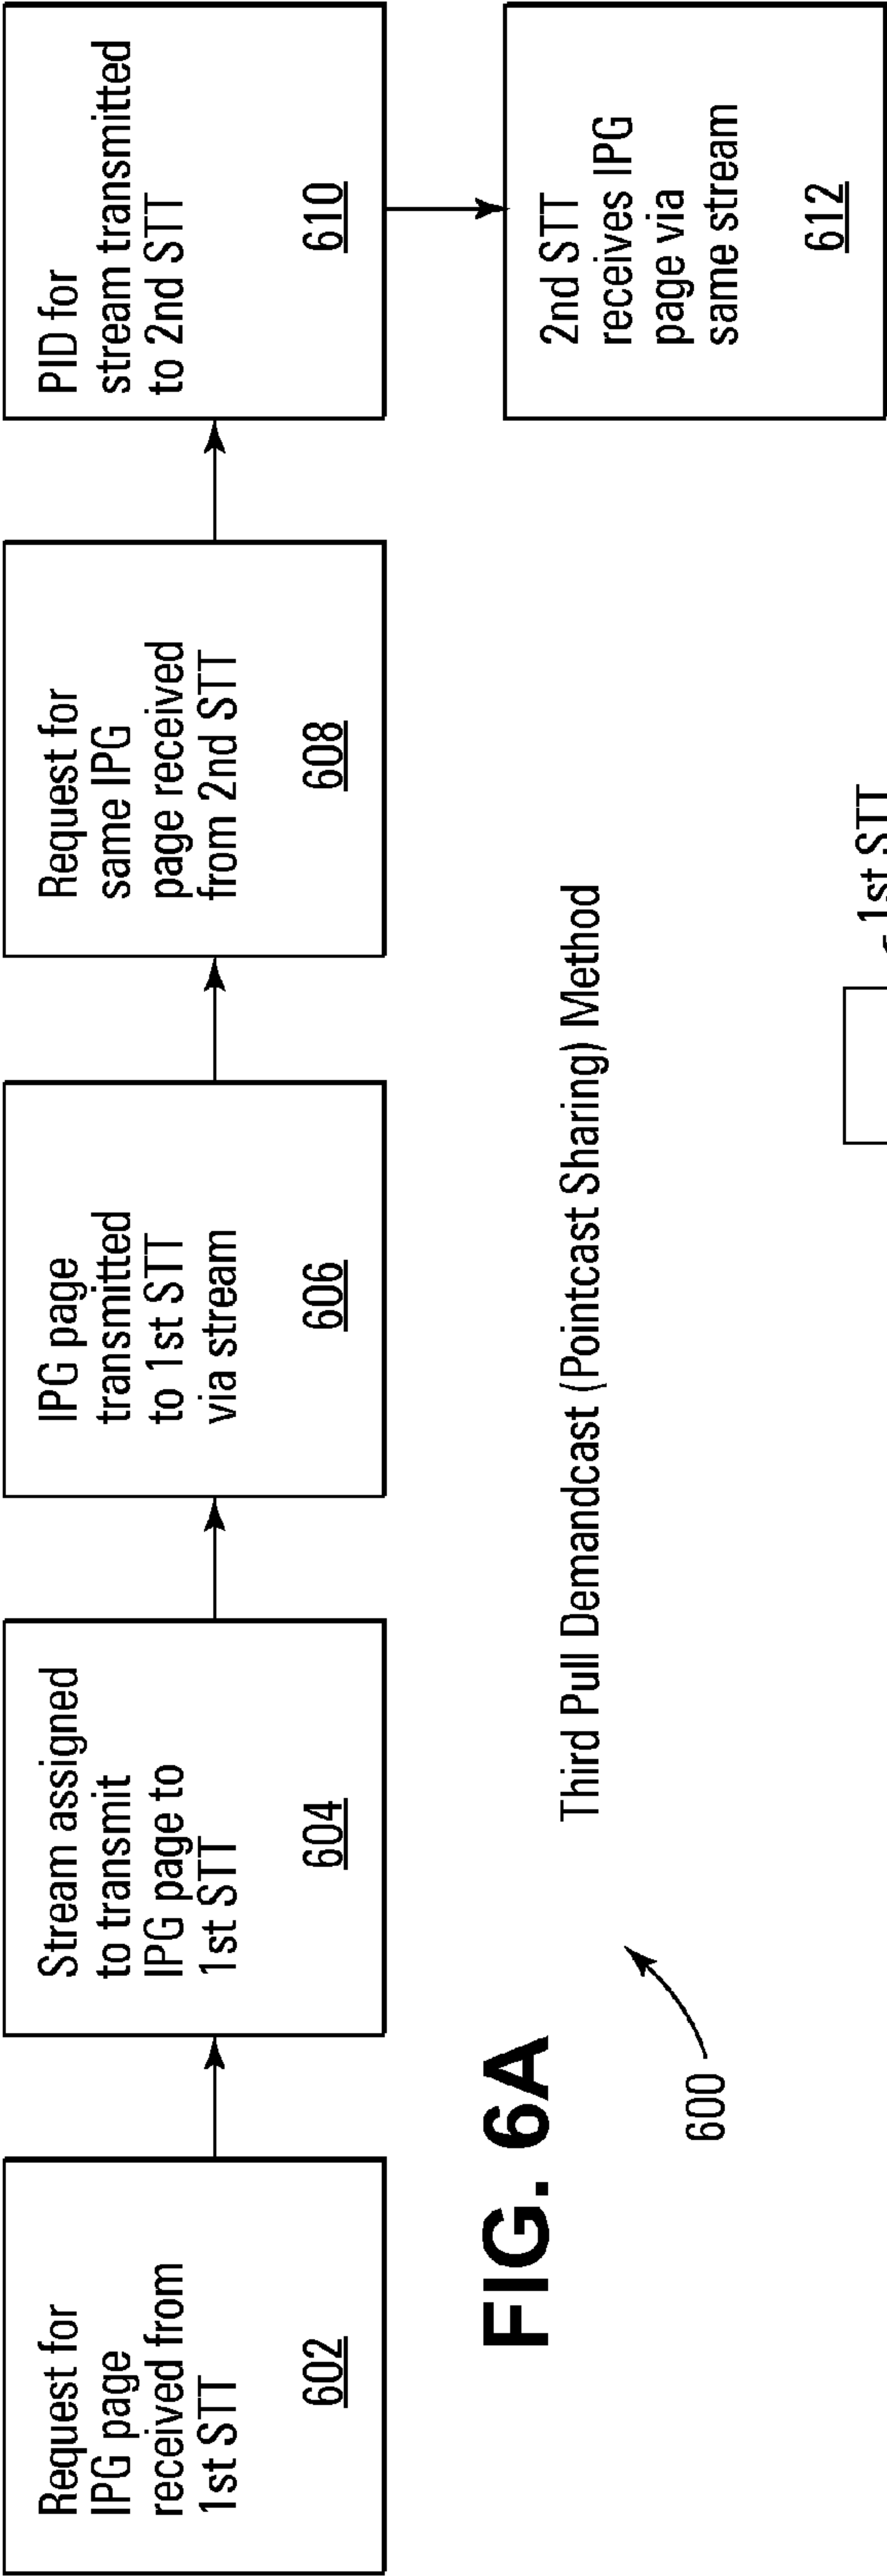 Request for
IPG page
received from
1st STT
602
Stream assigned
to transmit
IPG page to
1st STT
604
IPG page
transmitted
to 1st STT
via stream
606
Request for
same IPG
page received
from 2nd STT
608
PID for
stream transmitted
to 2nd STT
610
2nd STT
receives IPG
page via
same stream
612
FIG. 6A
Third Pull Demandcast (Pointcast Sharing) Method
600
1st STT